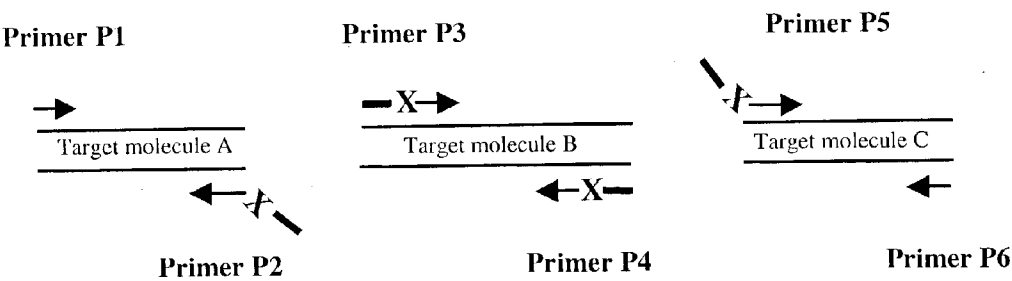 Primer P1
Primer P3
Primer P5
X
X
Target molecule A
Target molecule B
Target molecule C
X
X
Primer P2
Primer P4
Primer P6